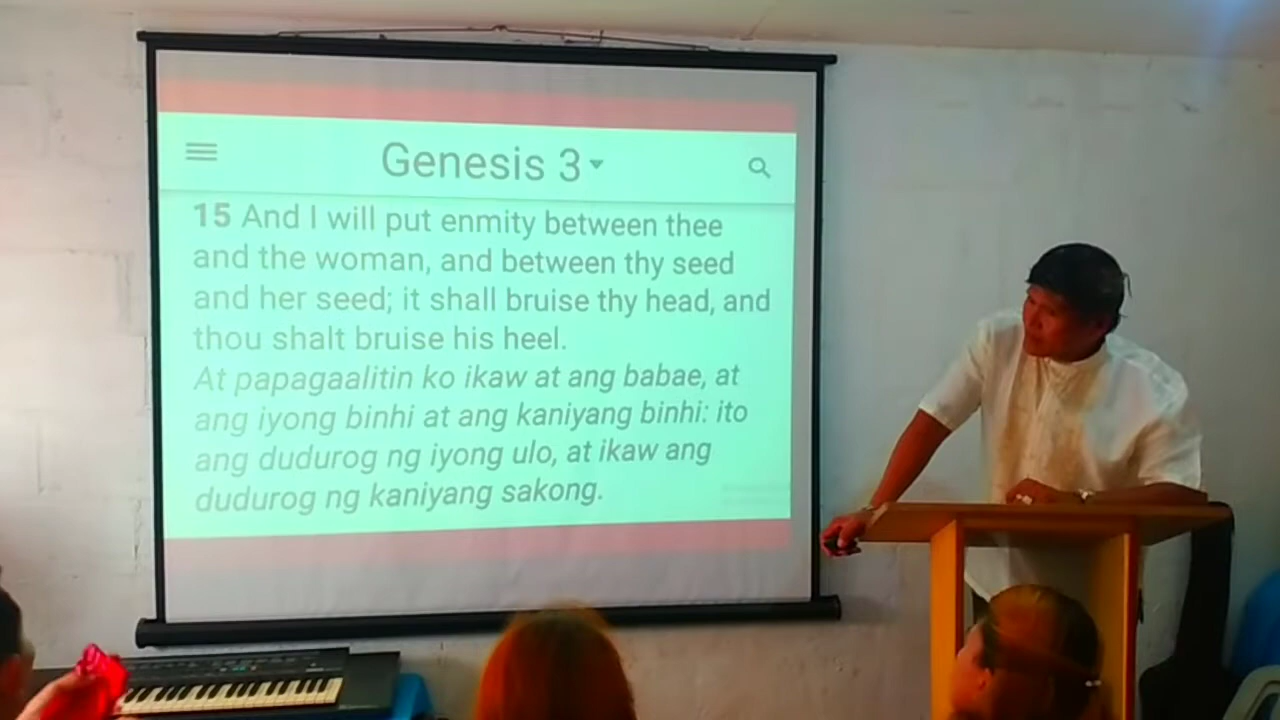 Genesis 3
15 And I will put enmity between thee
and the woman, and between thy seed
and her seed; it shall bruise thy head, and
thou shalt bruise his heel.
At papagaalitin ko ikaw at ang babae, at
ang iyong binhi at ang kaniyang binhi: ito
ang dudurog ng iyong ulo, at ikaw ang
dudurog ng kaniyang sakong.